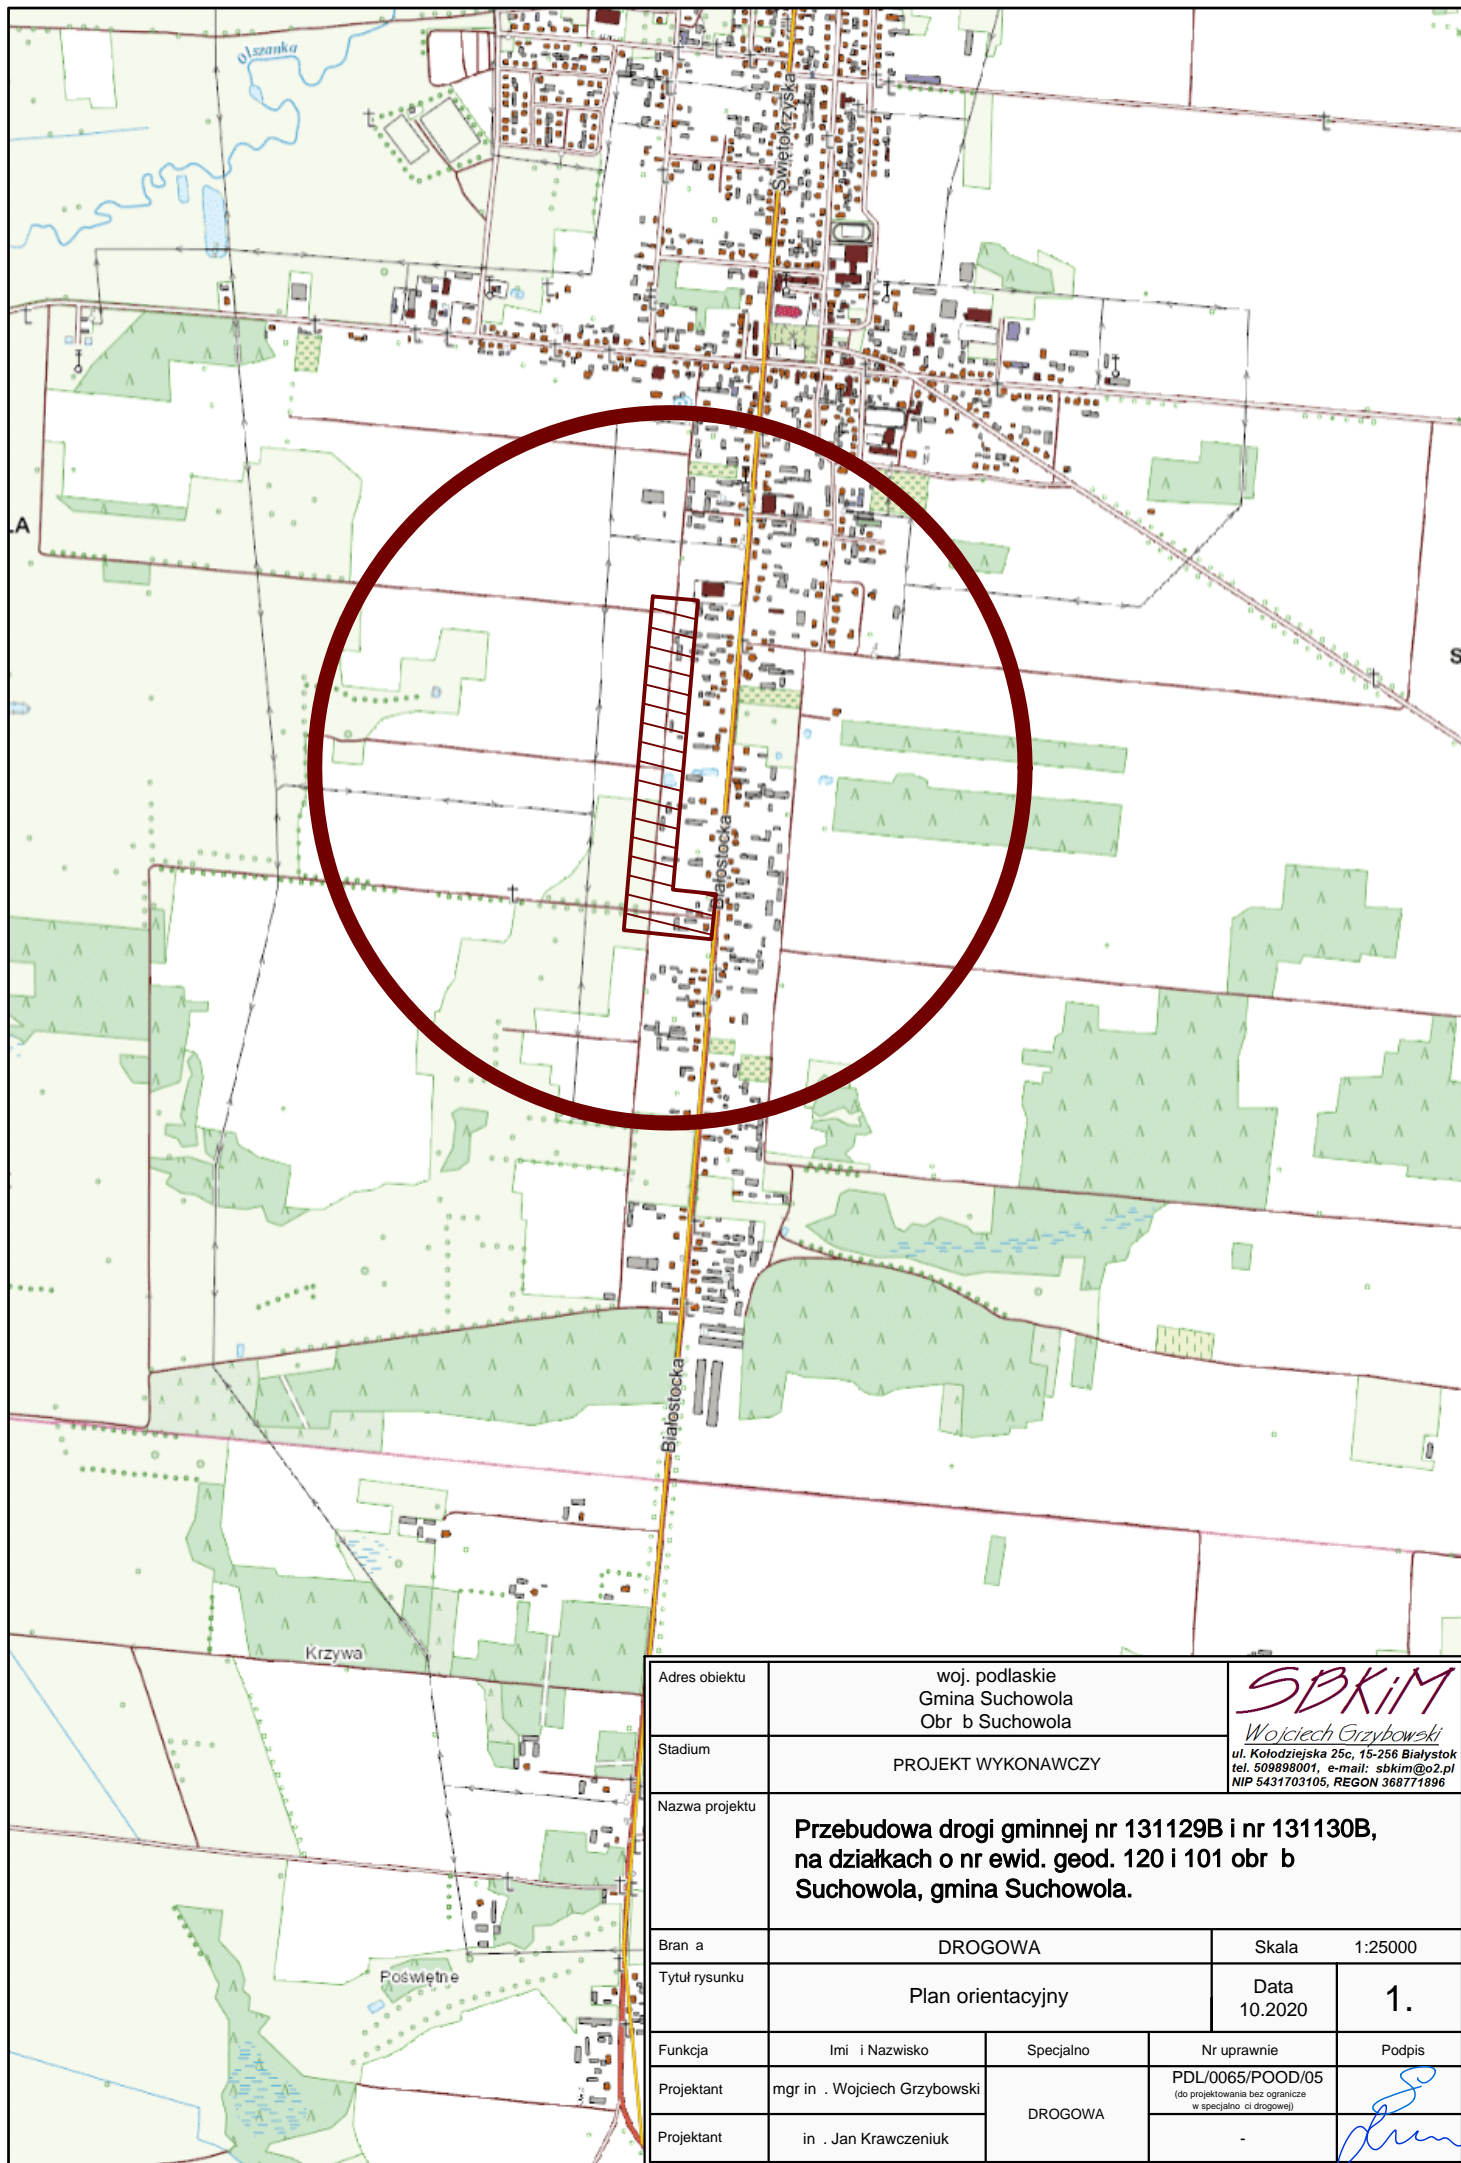 Olszanka
Świętokrzyska
LA
S
Białostocka
Białostocka
Krzywa
Poświętne
Adres obiektu
woj. podlaskie
Gmina Suchowola
Obr b Suchowola
SBKiM
Wojciech Grzybowski
ul. Kołodziejska 25c, 15-256 Białystok
tel. 509898001, e-mail: sbkim@o2.pl
NIP 5431703105, REGON 368771896
Stadium
PROJEKT WYKONAWCZY
Nazwa projektu
Przebudowa drogi gminnej nr 131129B i nr 131130B,
na działkach o nr ewid. geod. 120 i 101 obr b
Suchowola, gmina Suchowola.
Bran a
DROGOWA
Skala 1:25000
Tytuł rysunku
Plan orientacyjny
Data
10.2020
1.
Funkcja Imi i Nazwisko Specjalno Nr uprawnie Podpis
Projektant mgr in . Wojciech Grzybowski
DROGOWA
PDL/0065/POOD/05
(do projektowania bez ogranicze
w specjalno ci drogowej)
Projektant in . Jan Krawczeniuk -